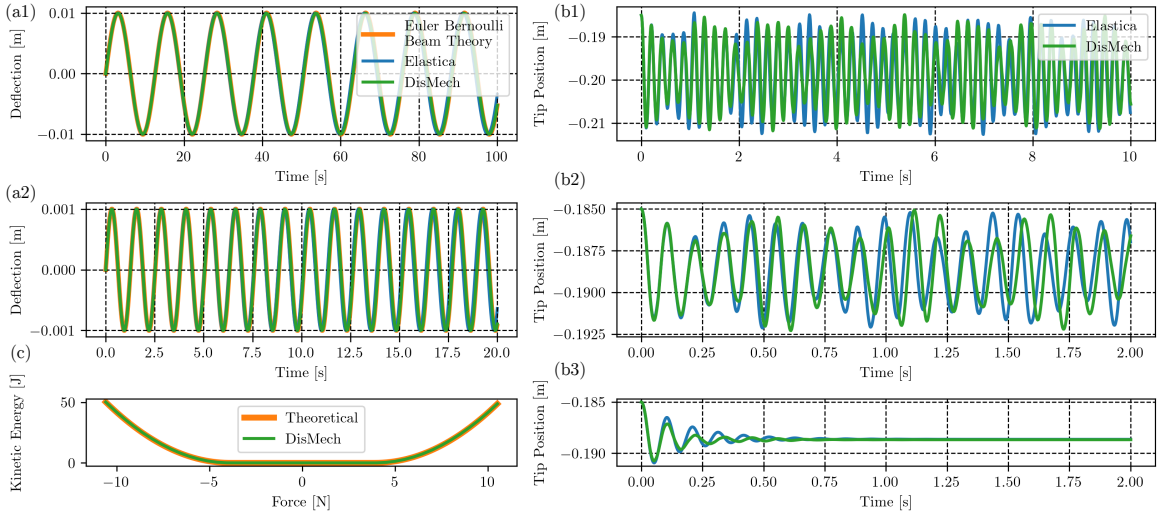 (a1)
0.01
0.00
−0.01
Deflection [m]
0
20
40
60
80
100
Time [s]
Euler Bernoulli
Beam Theory
Elastica
DisMech
(b1)
−0.19
−0.20
−0.21
Tip Position [m]
0
2
4
6
8
10
Time [s]
Elastica
DisMech
(a2)
0.001
0.000
−0.001
Deflection [m]
0.0
2.5
5.0
7.5
10.0
12.5
15.0
17.5
20.0
Time [s]
(b2)
−0.1850
−0.1875
−0.1900
−0.1925
Tip Position [m]
0.00
0.25
0.50
0.75
1.00
1.25
1.50
1.75
2.00
Time [s]
(c)
50
0
Kinetic Energy [J]
−10
−5
0
5
10
Force [N]
Theoretical
DisMech
(b3)
−0.185
−0.190
Tip Position [m]
0.00
0.25
0.50
0.75
1.00
1.25
1.50
1.75
2.00
Time [s]